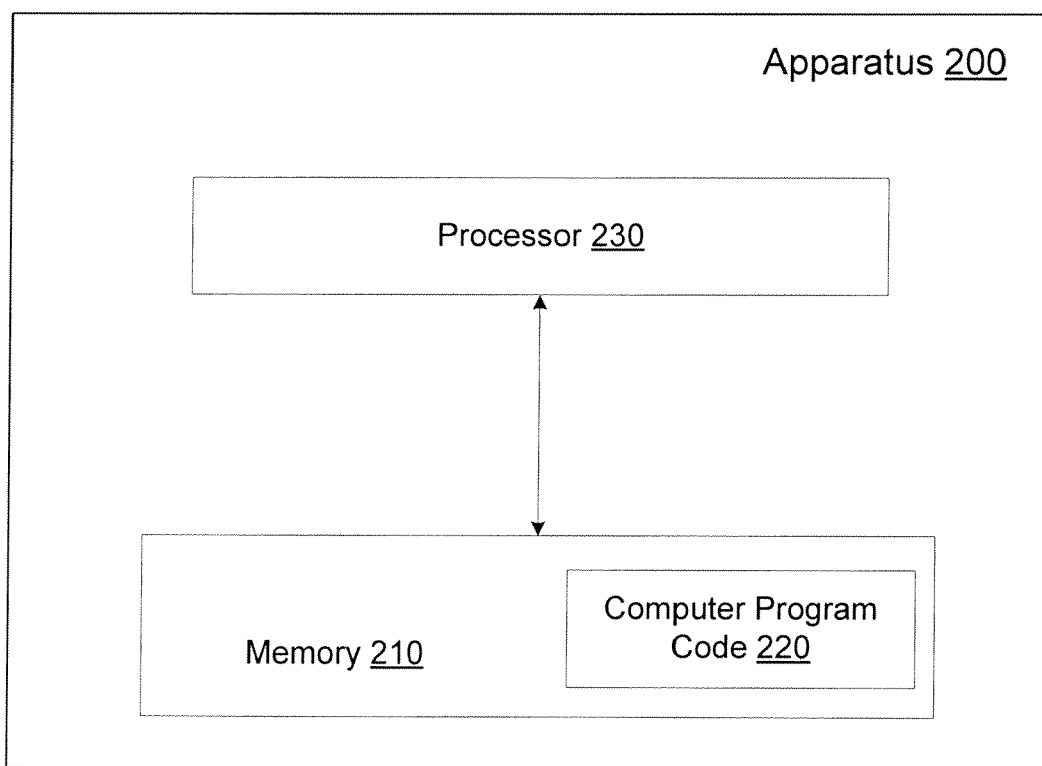 Apparatus 200
Processor 230
Computer Program
Code 220
Memory 210